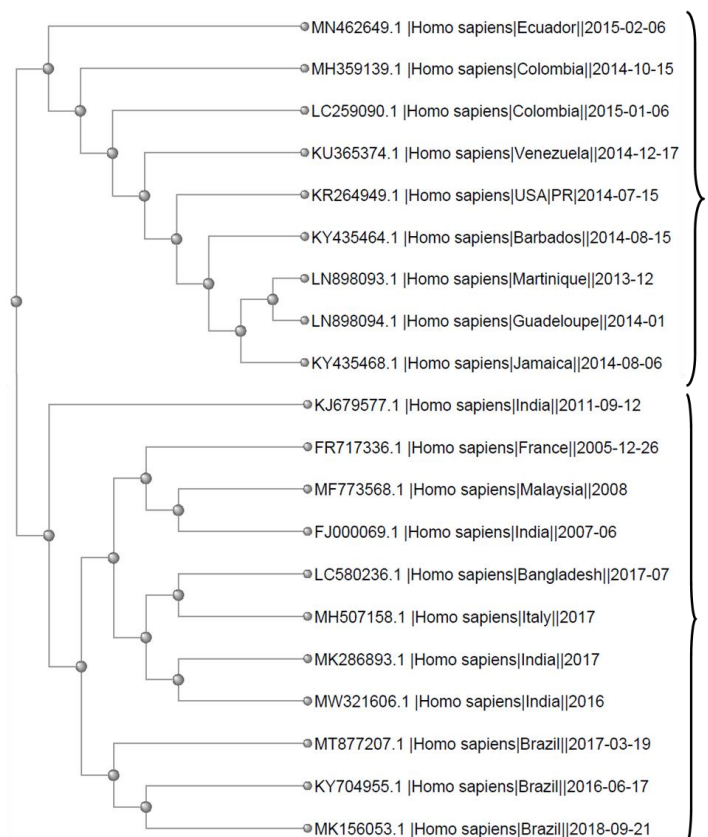 MN462649.1 |Homo sapiens|Ecuador||2015-02-06
MH359139.1 |Homo sapiens|Colombia||2014-10-15
LC259090.1 |Homo sapiens|Colombia||2015-01-06
KU365374.1 |Homo sapiens|Venezuela||2014-12-17
KR264949.1 |Homo sapiens|USA|PR|2014-07-15
KY435464.1 |Homo sapiens|Barbados||2014-08-15
LN898093.1 |Homo sapiens|Martinique||2013-12
LN898094.1 |Homo sapiens|Guadeloupe||2014-01
KY435468.1 |Homo sapiens|Jamaica||2014-08-06
KJ679577.1 |Homo sapiens|India||2011-09-12
FR717336.1 |Homo sapiens|France||2005-12-26
MF773568.1 |Homo sapiens|Malaysia||2008
FJ000069.1 |Homo sapiens|India||2007-06
LC580236.1 |Homo sapiens|Bangladesh||2017-07
MH507158.1 |Homo sapiens|Italy||2017
MK286893.1 |Homo sapiens|India||2017
MW321606.1 |Homo sapiens|India||2016
MT877207.1 |Homo sapiens|Brazil||2017-03-19
KY704955.1 |Homo sapiens|Brazil||2016-06-17
MK156053.1 |Homo sapiens|Brazil||2018-09-21